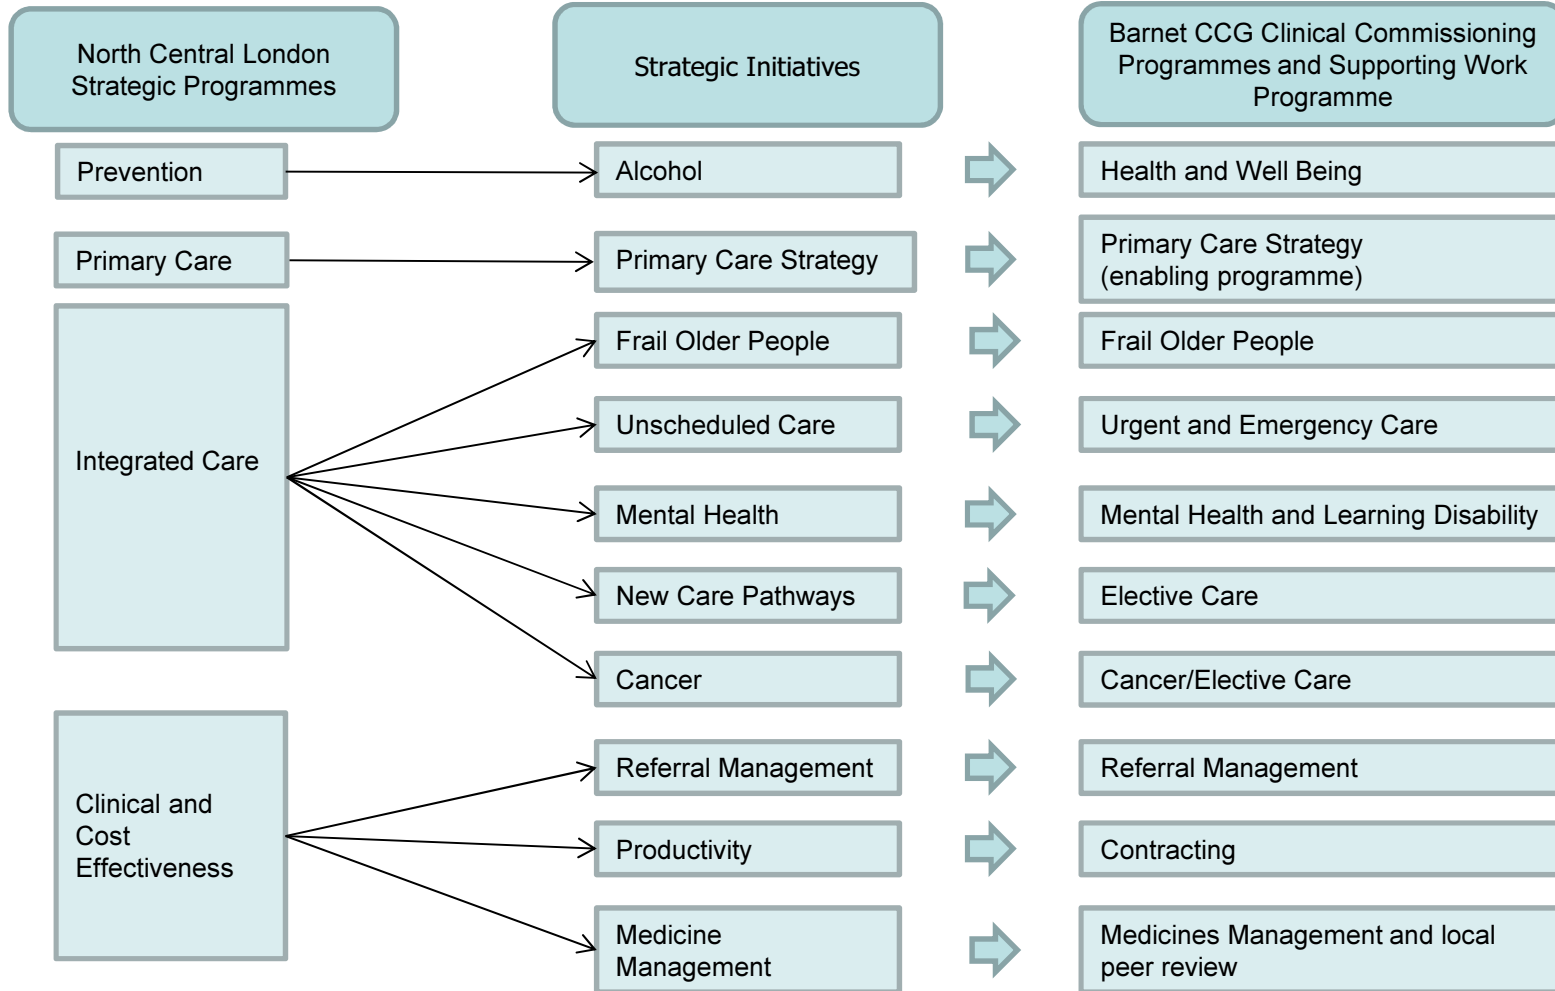 North Central London
Strategic Programmes
Strategic Initiatives
Barnet CCG Clinical Commissioning
Programmes and Supporting Work
Programme
Prevention
Alcohol
Health and Well Being
Primary Care
Primary Care Strategy
Primary Care Strategy
(enabling programme)
Integrated Care
Frail Older People
Frail Older People
Unscheduled Care
Urgent and Emergency Care
Mental Health
Mental Health and Learning Disability
New Care Pathways
Elective Care
Cancer
Cancer/Elective Care
Clinical and
Cost
Effectiveness
Referral Management
Referral Management
Productivity
Contracting
Medicine
Management
Medicines Management and local
peer review